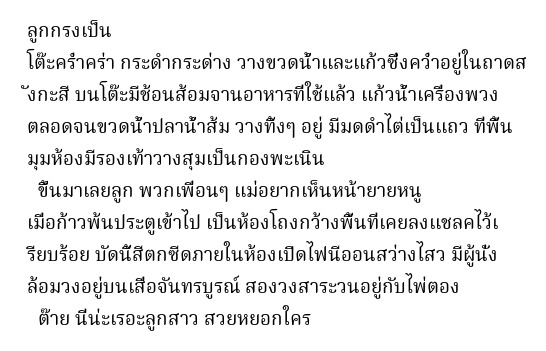 ลูกกรงเป็น
โต๊ะคร่ำคร่า กระดำกระด่าง วางขวดน้ำและแก้วซึ่งคว่ำอยู่ในถาดส
ังกะสี บนโต๊ะมีช้อนส้อมจานอาหารที่ใช้แล้ว แก้วน้ำเครื่องพวง
ตลอดจนขวดน้ำปลาน้ำส้ม วางทิ้งๆ อยู่ มีมดดำไต่เป็นแถว ที่พื้น
มุมห้องมีรองเท้าวางสุมเป็นกองพะเนิน
ขึ้นมาเลยลูก พวกเพื่อนๆ แม่อยากเห็นหน้ายายหนู
เมื่อก้าวพ้นประตูเข้าไป เป็นห้องโถงกว้างพื้นที่เคยลงแชลคไว้เ
รียบร้อย บัดนี้สีตกซีดภายในห้องเปิดไฟนีออนสว่างไสว มีผู้นั่ง
ล้อมวงอยู่บนเสื่อจันทรบูรณ์ สองวงสาระวนอยู่กับไพ่ตอง
ต๊าย นี่น่ะเรอะลูกสาว สวยหยอกใคร